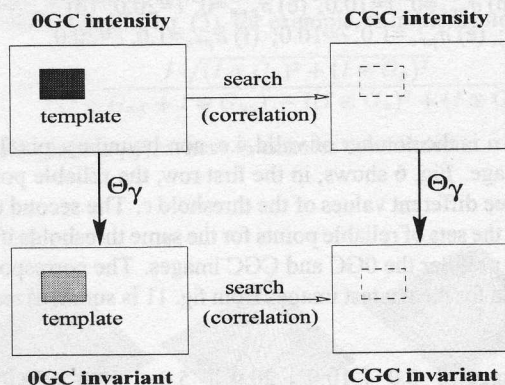 0GC intensity
CGC intensity
template
search
(correlation)
Θγ
Θγ
template
search
(correlation)
0GC invariant
CGC invariant